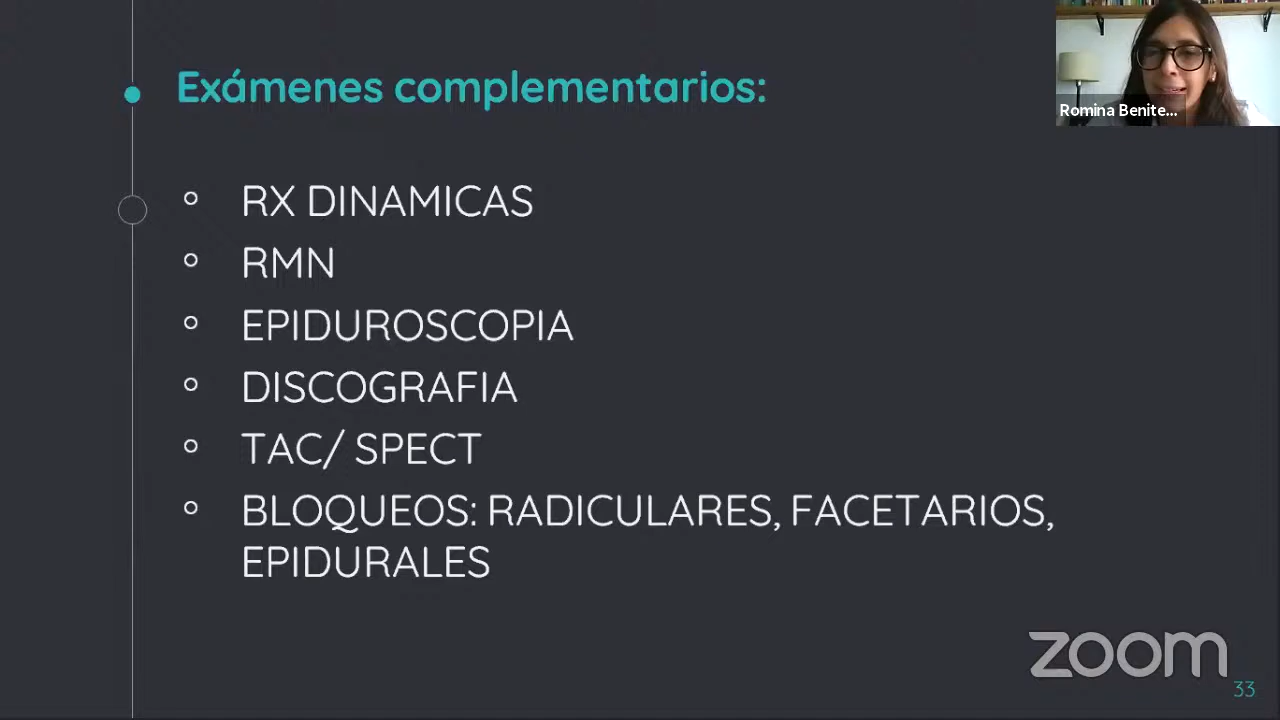 Exámenes complementarios:
Romina Benite...
RX DINAMICAS
RMN
EPIDUROSCOPIA
DISCOGRAFIA
TAC/ SPECT
BLOQUEOS: RADICULARES, FACETARIOS,
EPIDURALES
zoom
33